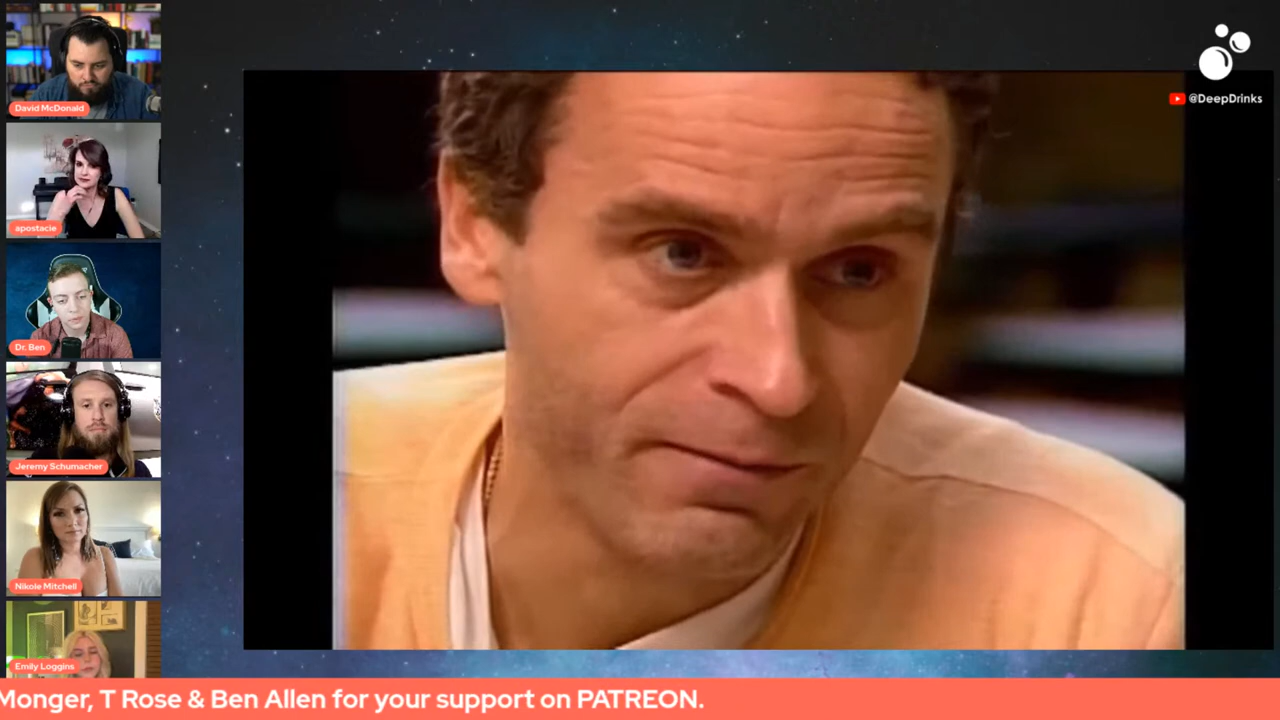 David McDonald
@DeepDrinks
apostacie
Dr. Ben
Jeremy Schumacher
Nikole Mitchell
Emily Loggins
Monger, T Rose & Ben Allen for your support on PATREON.